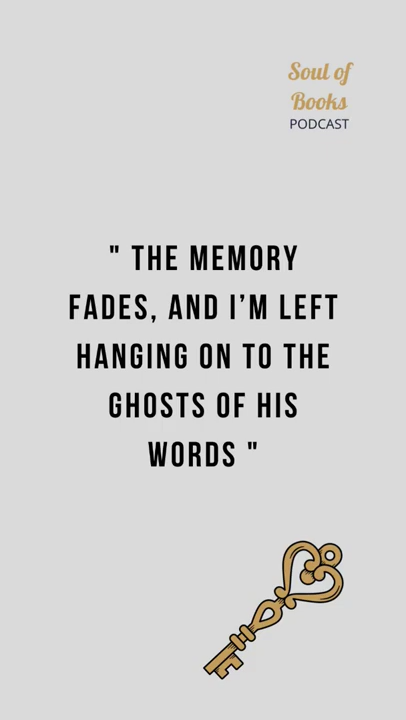 Soul of
Books
PODCAST
" THE MEMORY
FADES, AND I’M LEFT
HANGING ON TO THE
GHOSTS OF HIS
WORDS "